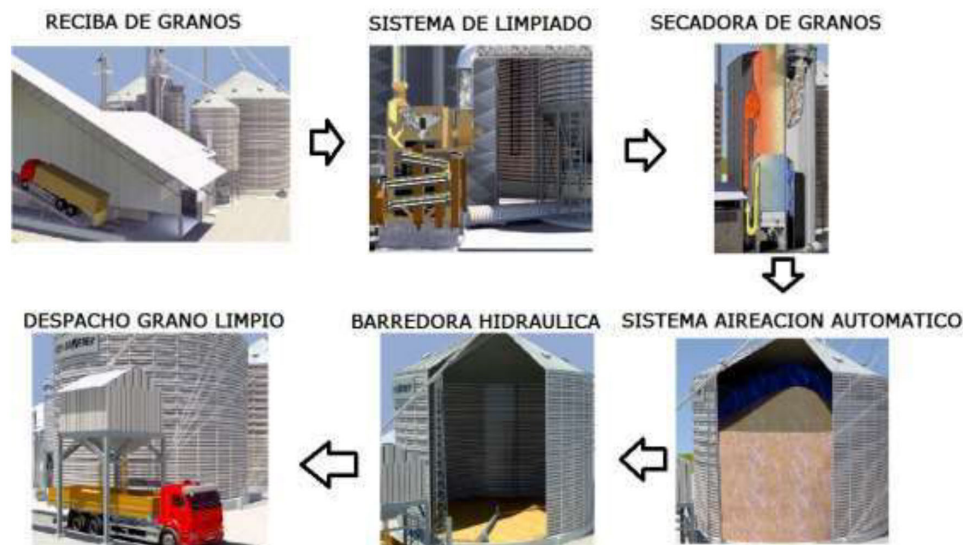 RECIBA DE GRANOS
SISTEMA DE LIMPIADO
SECADORA DE GRANOS
DESPACHO GRANO LIMPIO
BARREDORA HIDRAULICA
SISTEMA AIREACION AUTOMATICO